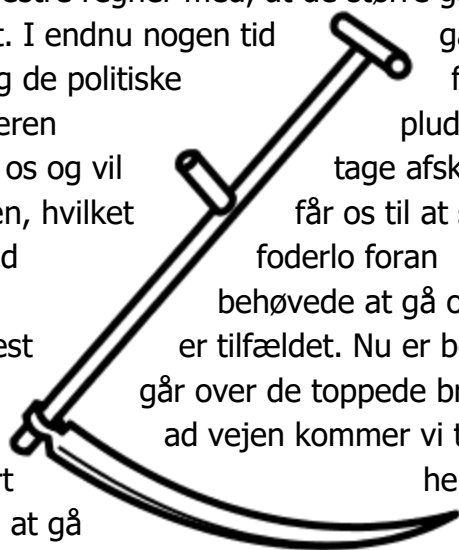 estre regner med, at de større g
t. I endnu nogen tid g
g de politiske f
eren plud
os og vil tage afsk
en, hvilket får os til at s
d foderlo foran
behøvede at gå o
est er tilfældet. Nu er b
går over de toppede br
ad vejen kommer vi t
rt he
at gå